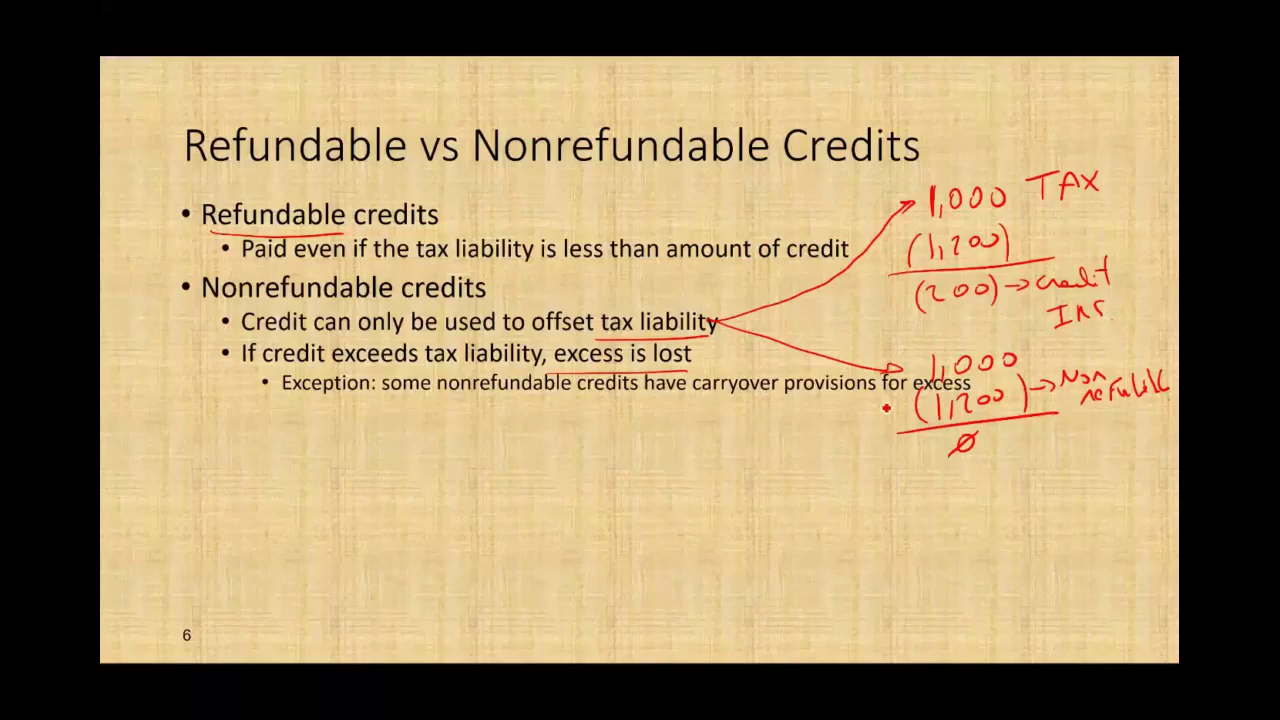 Refundable vs Nonrefundable Credits
• Refundable credits
• Paid even if the tax liability is less than amount of credit
• Nonrefundable credits
• Credit can only be used to offset tax liability
• If credit exceeds tax liability, excess is lost
• Exception: some nonrefundable credits have carryover provisions for excess
1,000 TAX
(1,200)
(200) → credit
1,000
(1,200) → Non
0
6